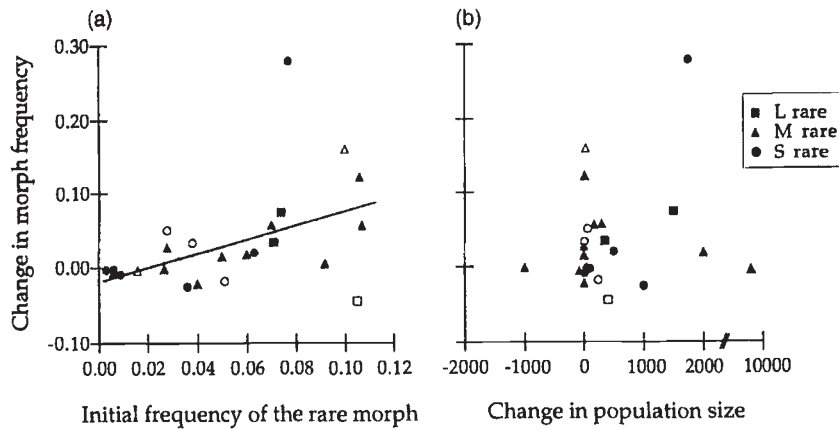 (a)
(b)
0.30
0.20
0.10
0.00
-0.10
Change in morph frequency
0.00 0.02 0.04 0.06 0.08 0.10 0.12
Initial frequency of the rare morph
-2000 -1000 0 1000 2000 10000
Change in population size
L rare
M rare
S rare